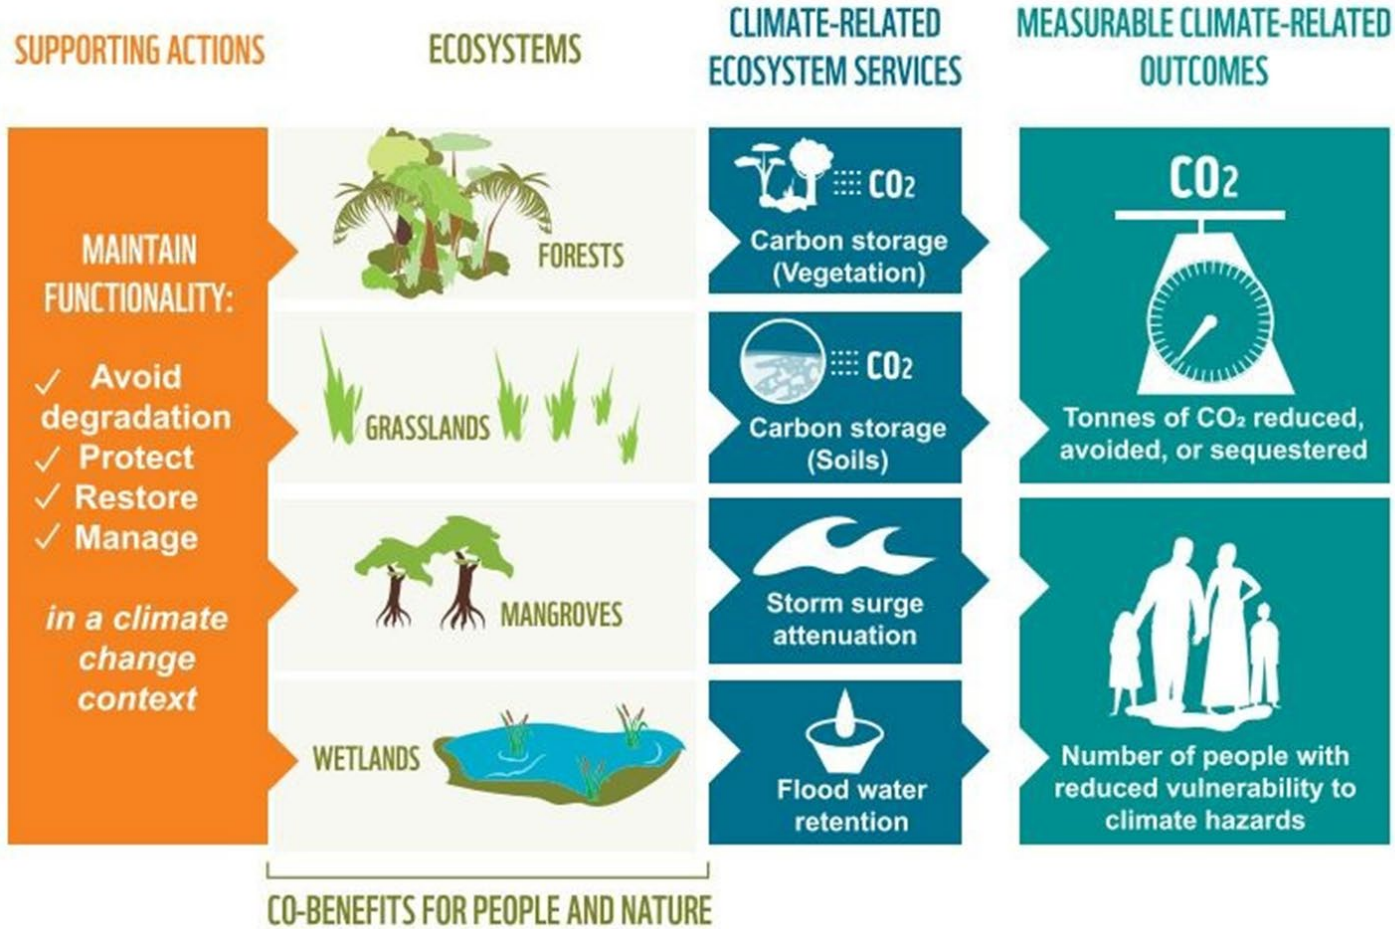 SUPPORTING ACTIONS
ECOSYSTEMS
CLIMATE-RELATED
ECOSYSTEM SERVICES
MEASURABLE CLIMATE-RELATED
OUTCOMES
MAINTAIN
FUNCTIONALITY:
✓ Avoid
degradation
✓ Protect
✓ Restore
✓ Manage
in a climate
change
context
FORESTS
GRASSLANDS
MANGROVES
WETLANDS
CO-BENEFITS FOR PEOPLE AND NATURE
CO₂
Carbon storage
(Vegetation)
CO₂
Carbon storage
(Soils)
Storm surge
attenuation
Flood water
retention
CO₂
Tonnes of CO₂ reduced,
avoided, or sequestered
Number of people with
reduced vulnerability to
climate hazards